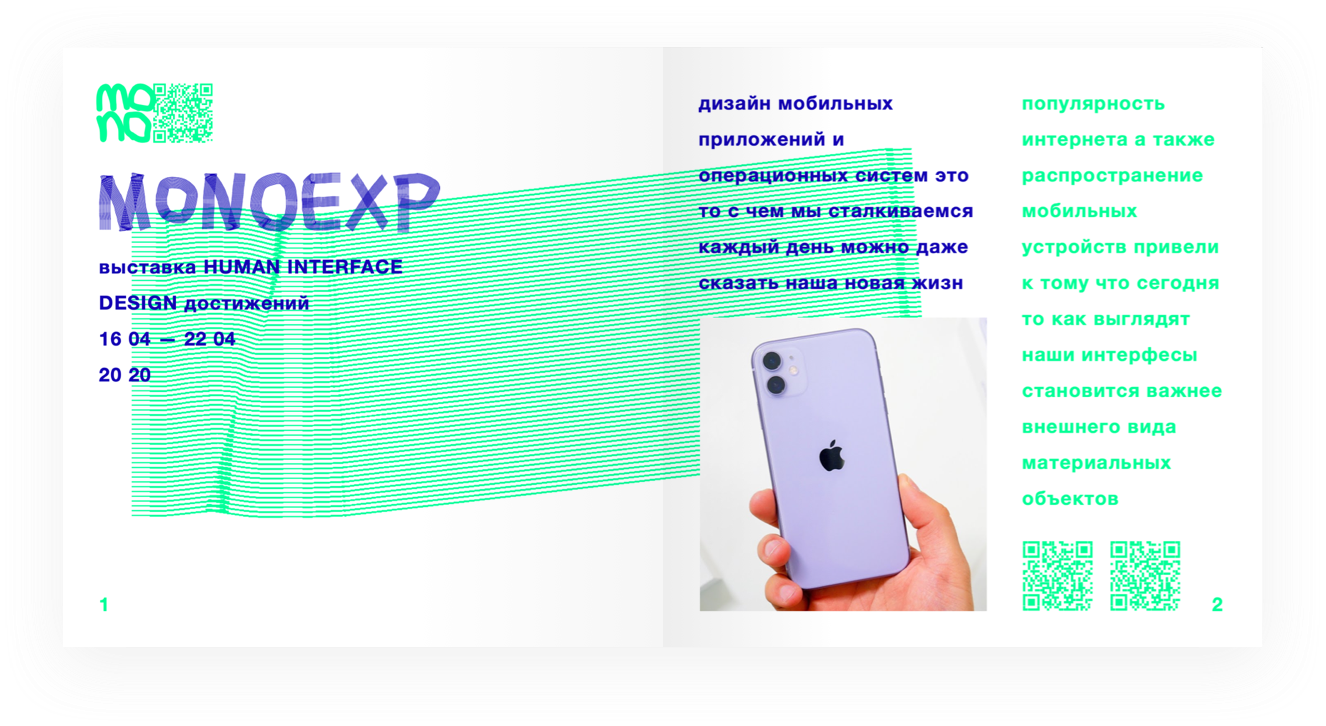 mo
no
MONOEXP
выставка HUMAN INTERFACE
DESIGN достижений
16 04 — 22 04
20 20
1
дизайн мобильных
приложений и
операционных систем это
то с чем мы сталкиваемся
каждый день можно даже
сказать наша новая жизн
популярность
интернета а также
распространение
мобильных
устройств привели
к тому что сегодня
то как выглядят
наши интерфесы
становится важнее
внешнего вида
материальных
объектов
2